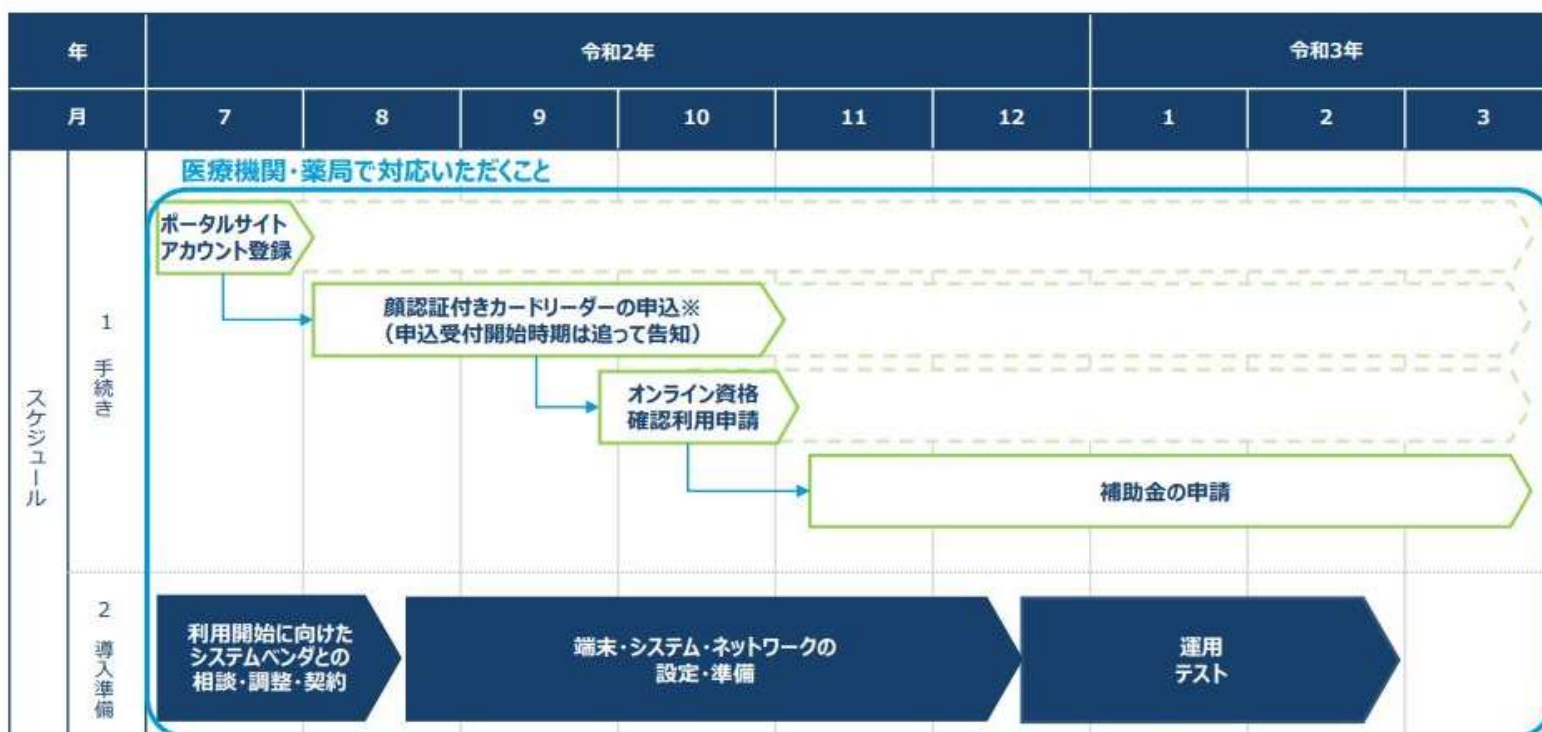 年
令和2年
令和3年
月
7
8
9
10
11
12
1
2
3
スケジュール
1 手続き
医療機関・薬局で対応いただくこと
ポータルサイト
アカウント登録
顔認証付きカードリーダーの申込※
（申込受付開始時期は追って告知）
オンライン資格
確認利用申請
補助金の申請
2 導入準備
利用開始に向けた
システムベンダとの
相談・調整・契約
端末・システム・ネットワークの
設定・準備
運用
テスト